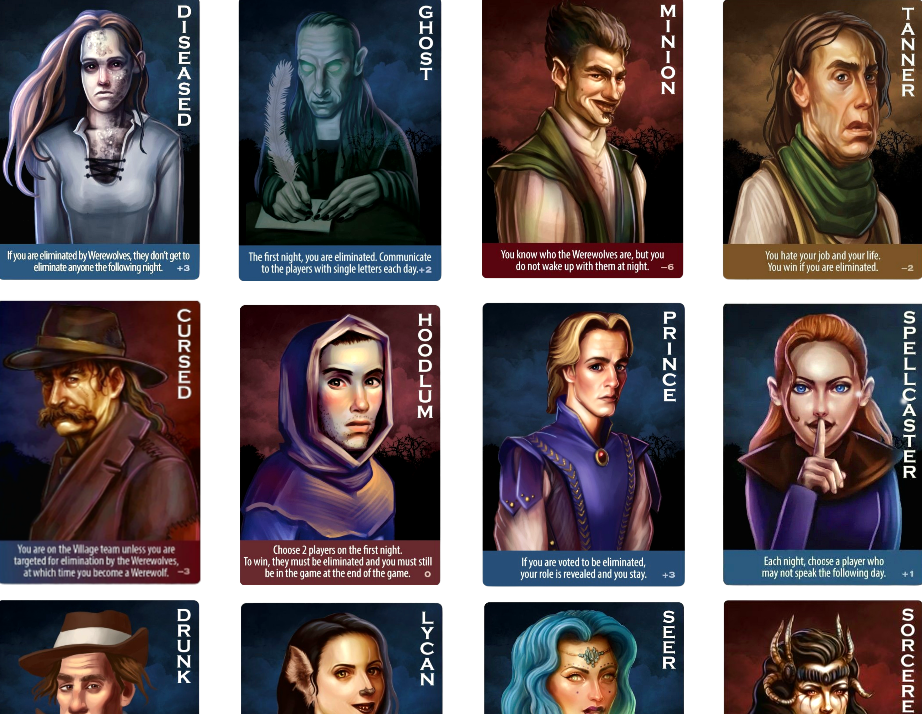 DISEASED
If you are eliminated by Werewolves, they don't get to
eliminate anyone the following night. +3
GHOST
The first night, you are eliminated. Communicate
to the players with single letters each day. +2
MINION
You know who the Werewolves are, but you
do not wake up with them at night. −6
TANNER
You hate your job and your life.
You win if you are eliminated. −2
CURSED
You are on the Village team unless you are
targeted for elimination by the Werewolves,
at which time you become a Werewolf. −3
HOODLUM
Choose 2 players on the first night.
To win, they must be eliminated and you must still
be in the game at the end of the game. 0
PRINCE
If you are voted to be eliminated,
your role is revealed and you stay. +3
SPELLCASTER
Each night, choose a player who
may not speak the following day. +1
DRUNK
LYCAN
SEER
SORCERE